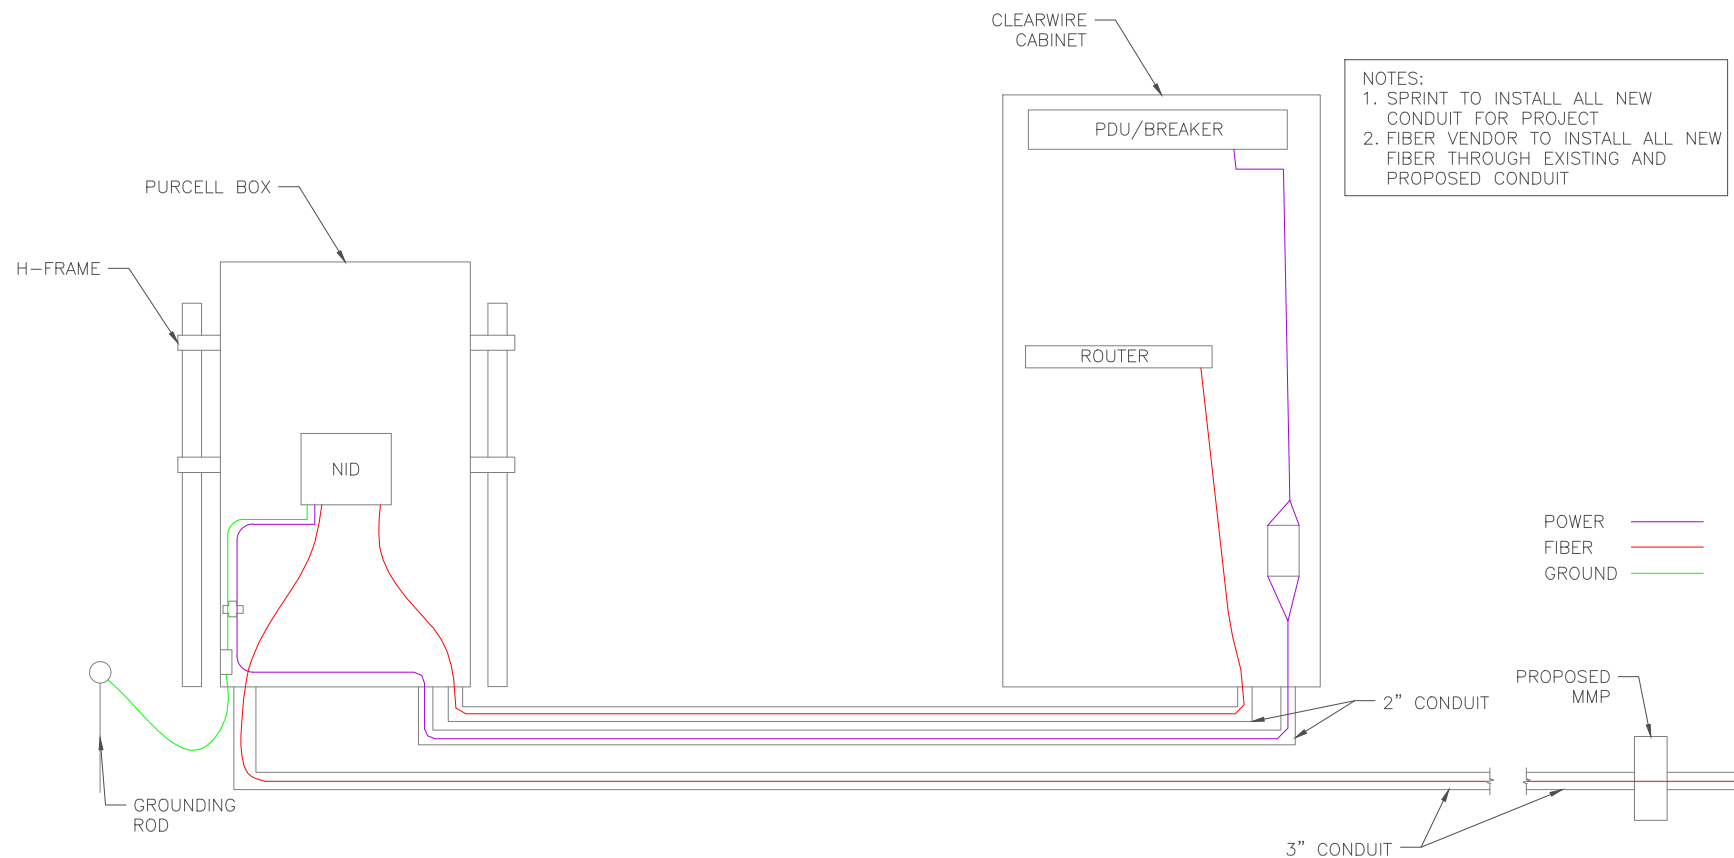 CLEARWIRE
CABINET
NOTES:
1. SPRINT TO INSTALL ALL NEW
CONDUIT FOR PROJECT
2. FIBER VENDOR TO INSTALL ALL NEW
FIBER THROUGH EXISTING AND
PROPOSED CONDUIT
PDU/BREAKER
PURCELL BOX
H-FRAME
ROUTER
NID
POWER
FIBER
GROUND
PROPOSED
MMP
2” CONDUIT
GROUNDING
ROD
3” CONDUIT